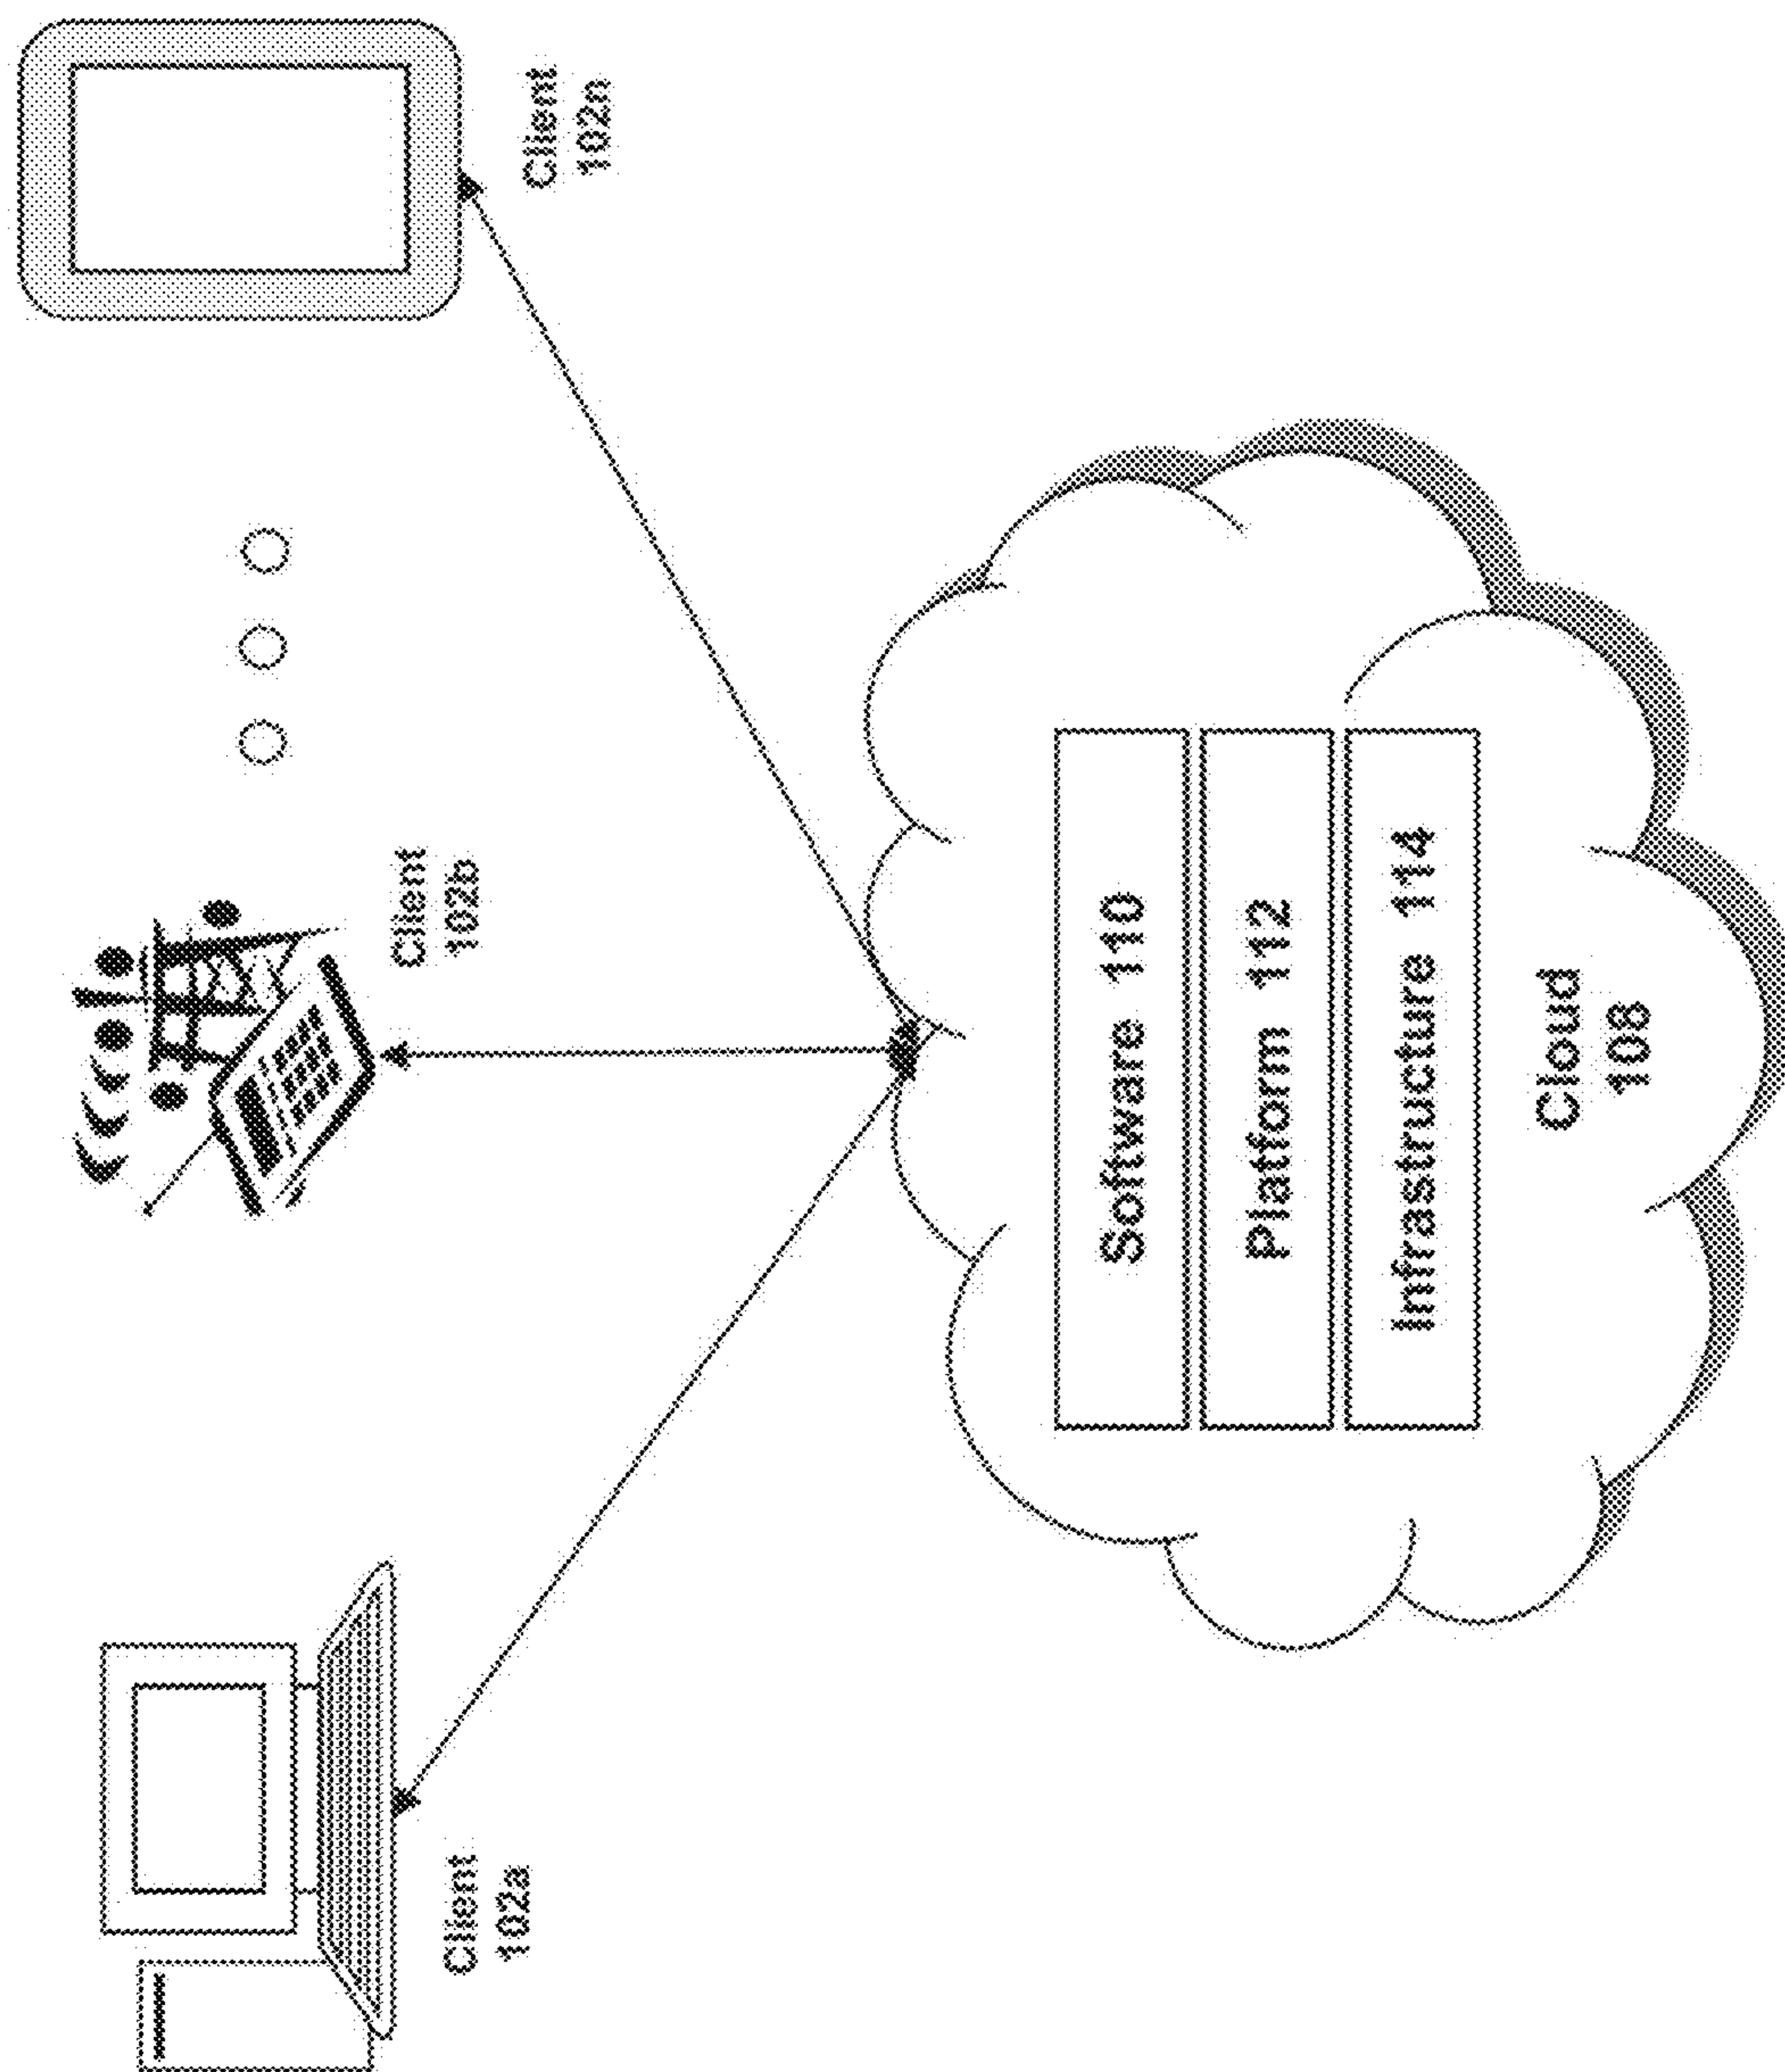 Client
102a
Client
102b
Client
102n
Software 110
Platform 112
Infrastructure 114
Cloud
108